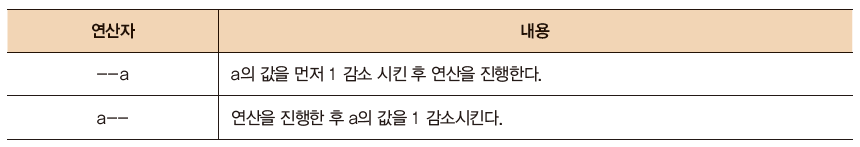 연산자 내용
--a a의 값을 먼저 1 감소 시킨 후 연산을 진행한다.
a-- 연산을 진행한 후 a의 값을 1 감소시킨다.